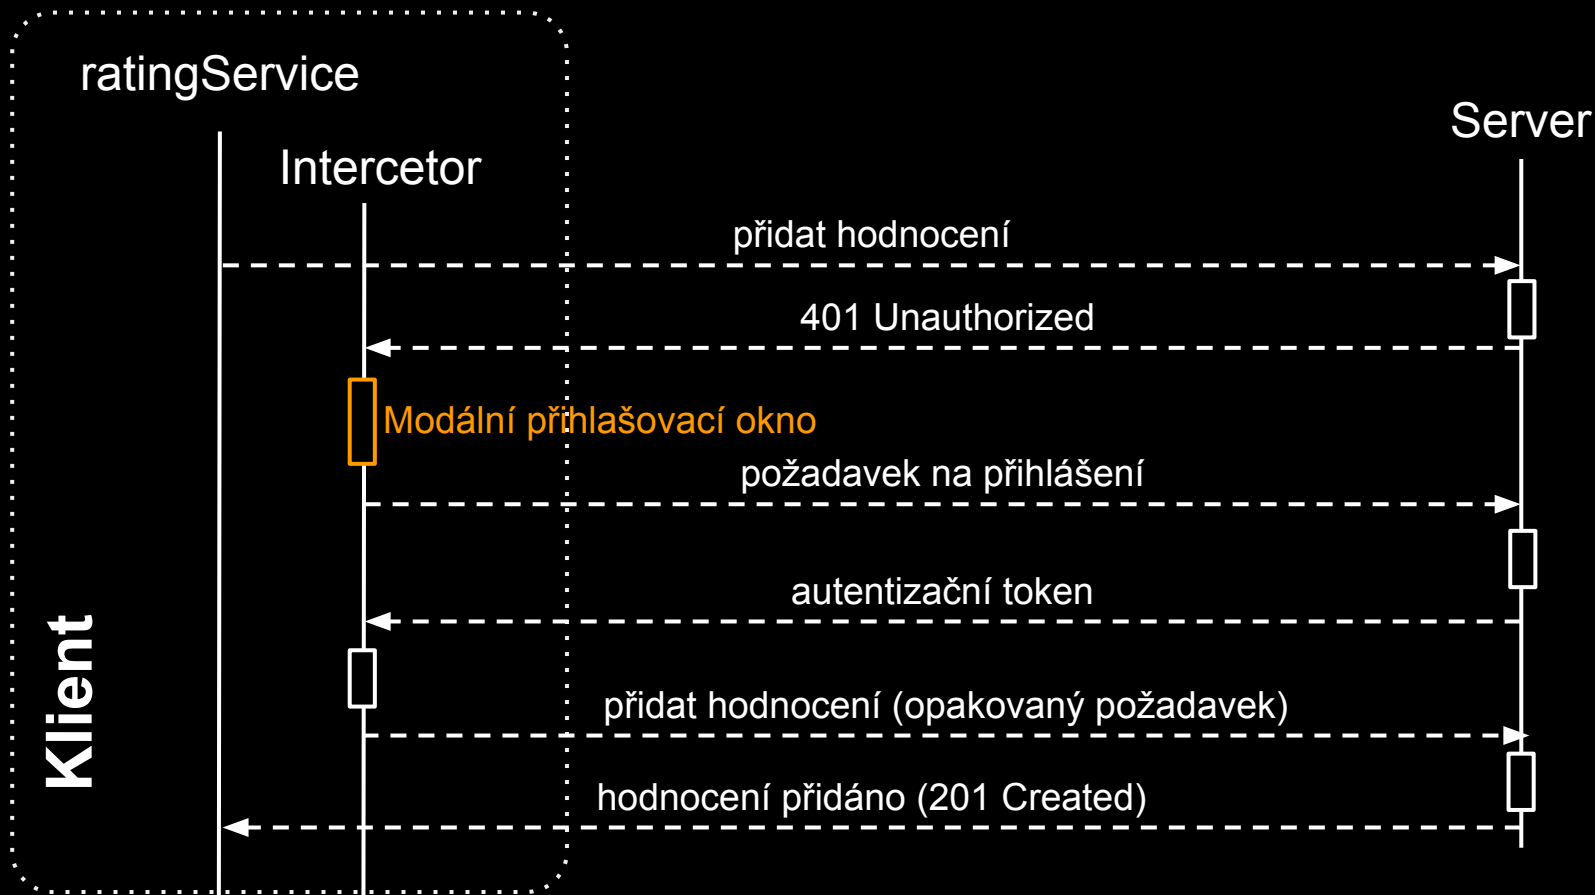 ratingService
Server
Intercetor
přidat hodnocení
401 Unauthorized
Modální přihlašovací okno
požadavek na přihlášení
autentizační token
přidat hodnocení (opakovaný požadavek)
hodnocení přidáno (201 Created)
Klient